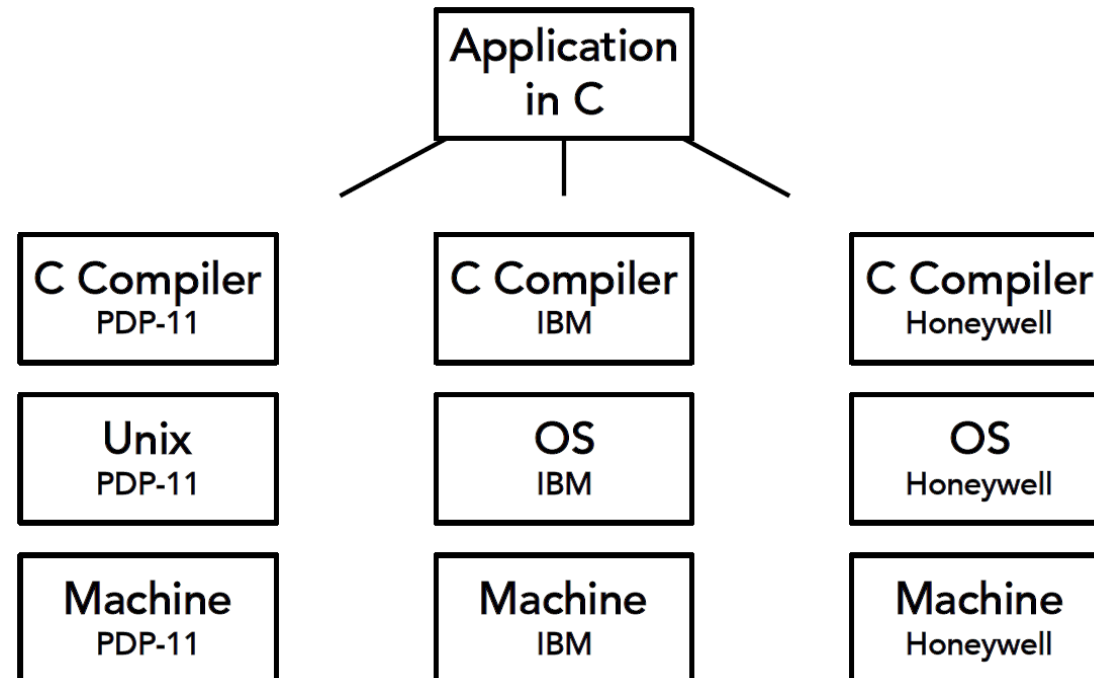 Application
in C
C Compiler
PDP-11
C Compiler
IBM
C Compiler
Honeywell
Unix
PDP-11
OS
IBM
OS
Honeywell
Machine
PDP-11
Machine
IBM
Machine
Honeywell